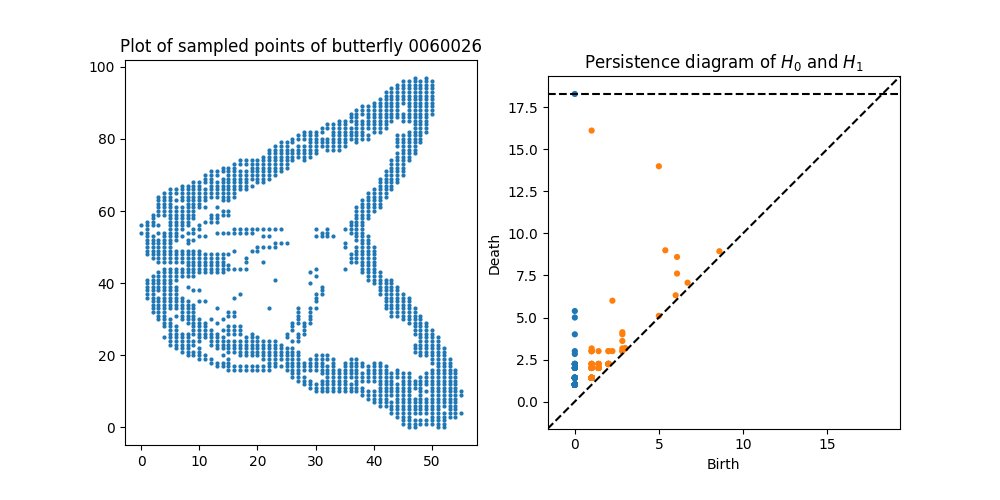 Plot of sampled points of butterfly 0060026
100
80
60
40
20
0
0 10 20 30 40 50
Persistence diagram of $H_0$ and $H_1$
17.5
15.0
12.5
10.0
7.5
5.0
2.5
0.0
Death
0 5 10 15
Birth